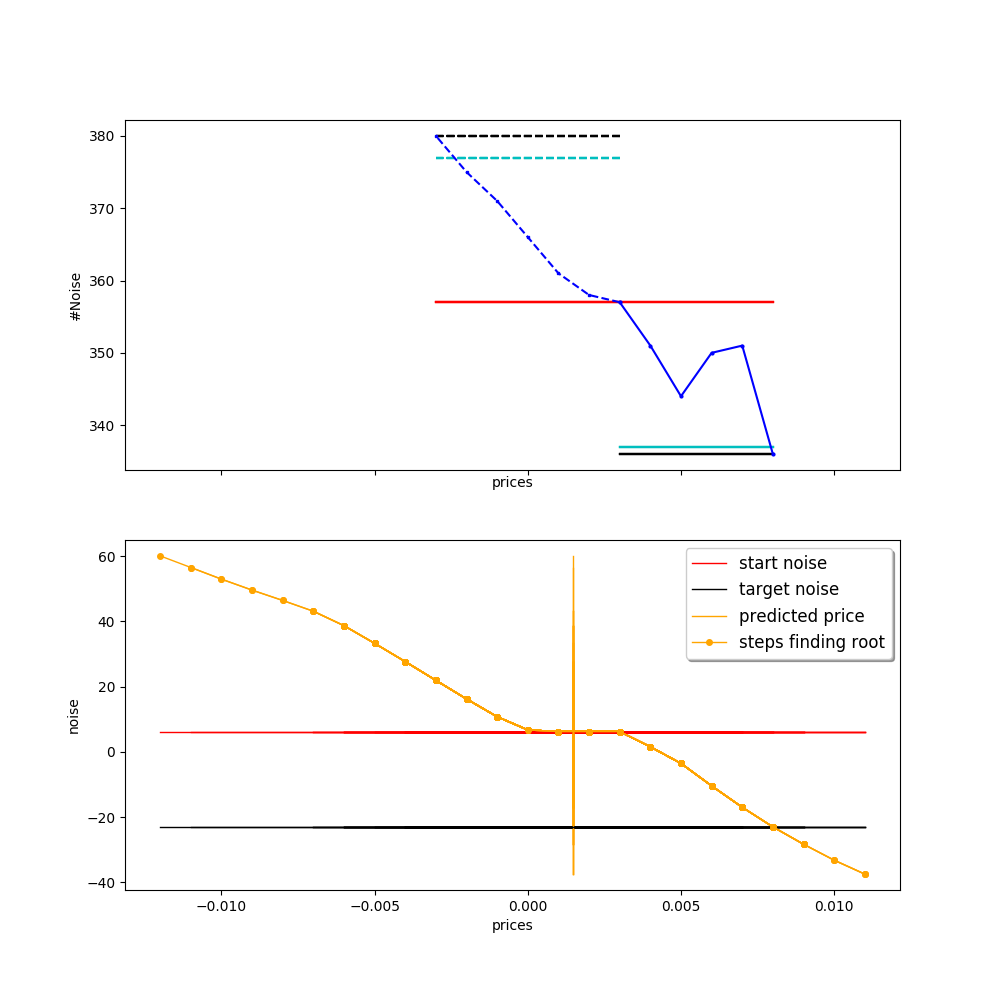 380
370
360
350
340
#Noise
prices
60
40
20
0
−20
−40
noise
start noise
target noise
predicted price
steps finding root
−0.010 −0.005 0.000 0.005 0.010
prices